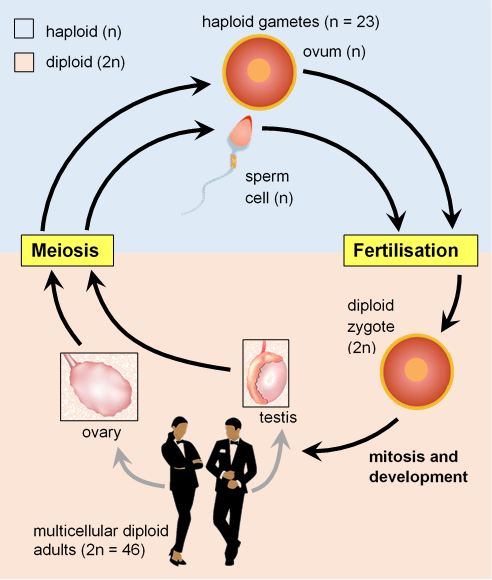 haploid (n)
diploid (2n)
haploid gametes (n = 23)
ovum (n)
sperm
cell (n)
Meiosis
Fertilisation
diploid
zygote
(2n)
ovary
testis
mitosis and
development
multicellular diploid
adults (2n = 46)